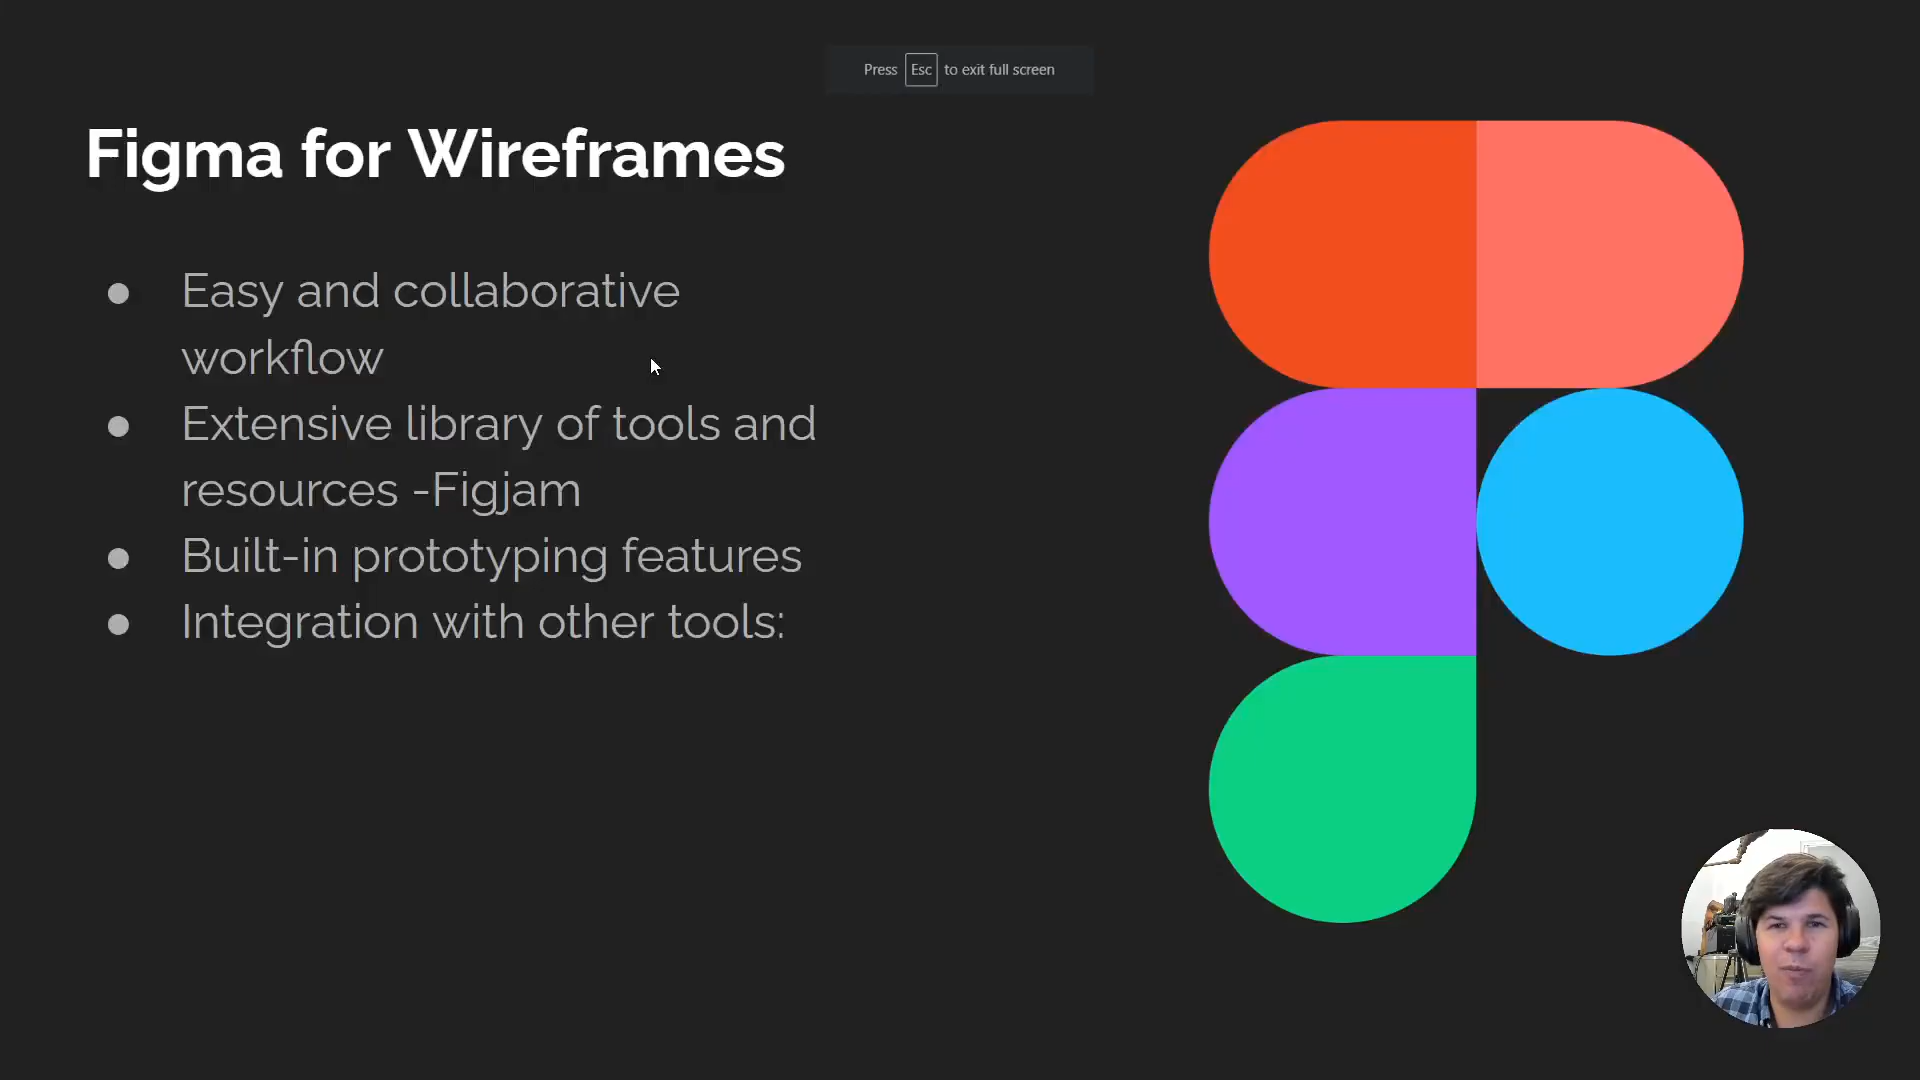 Press Esc to exit full screen
Figma for Wireframes
● Easy and collaborative
workflow
● Extensive library of tools and
resources -Figjam
● Built-in prototyping features
● Integration with other tools: